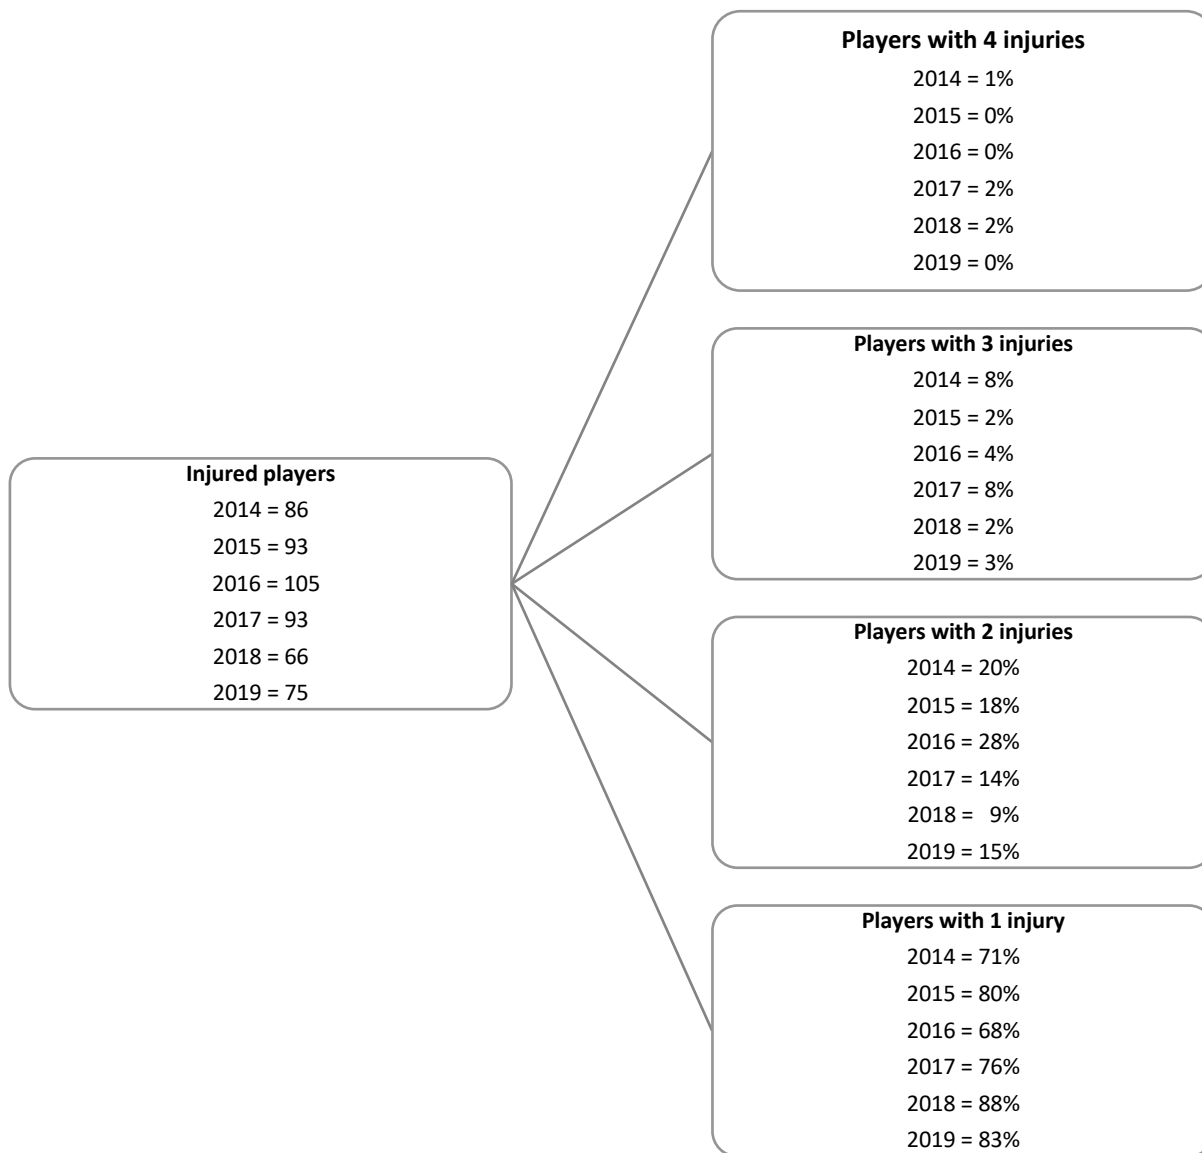 Injured players
2014 = 86
2015 = 93
2016 = 105
2017 = 93
2018 = 66
2019 = 75
Players with 4 injuries
2014 = 1%
2015 = 0%
2016 = 0%
2017 = 2%
2018 = 2%
2019 = 0%
Players with 3 injuries
2014 = 8%
2015 = 2%
2016 = 4%
2017 = 8%
2018 = 2%
2019 = 3%
Players with 2 injuries
2014 = 20%
2015 = 18%
2016 = 28%
2017 = 14%
2018 =   9%
2019 = 15%
Players with 1 injury
2014 = 71%
2015 = 80%
2016 = 68%
2017 = 76%
2018 = 88%
2019 = 83%